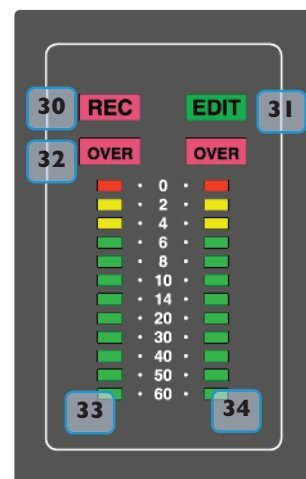 30 REC EDIT 31
32 OVER OVER
· 0 ·
· 2 ·
· 4 ·
· 6 ·
· 8 ·
· 10 ·
· 14 ·
· 20 ·
· 30 ·
· 40 ·
· 50 ·
· 60 ·
33 34